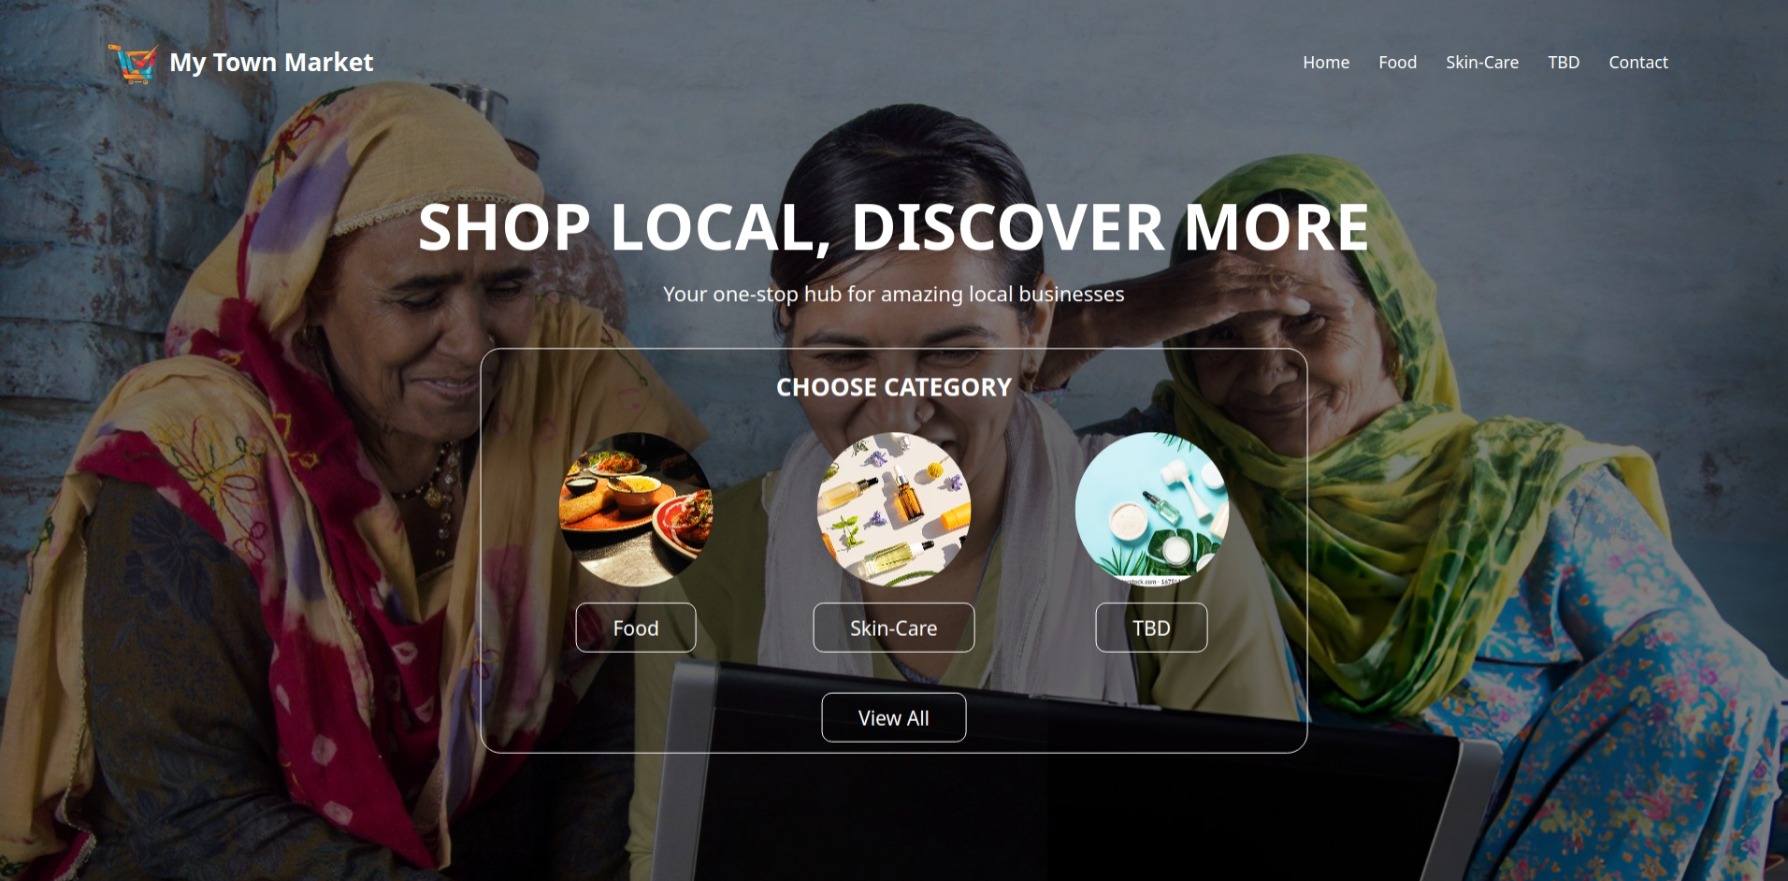 My Town Market
Home Food Skin-Care TBD Contact
SHOP LOCAL, DISCOVER MORE
Your one-stop hub for amazing local businesses
CHOOSE CATEGORY
Food Skin-Care TBD
View All